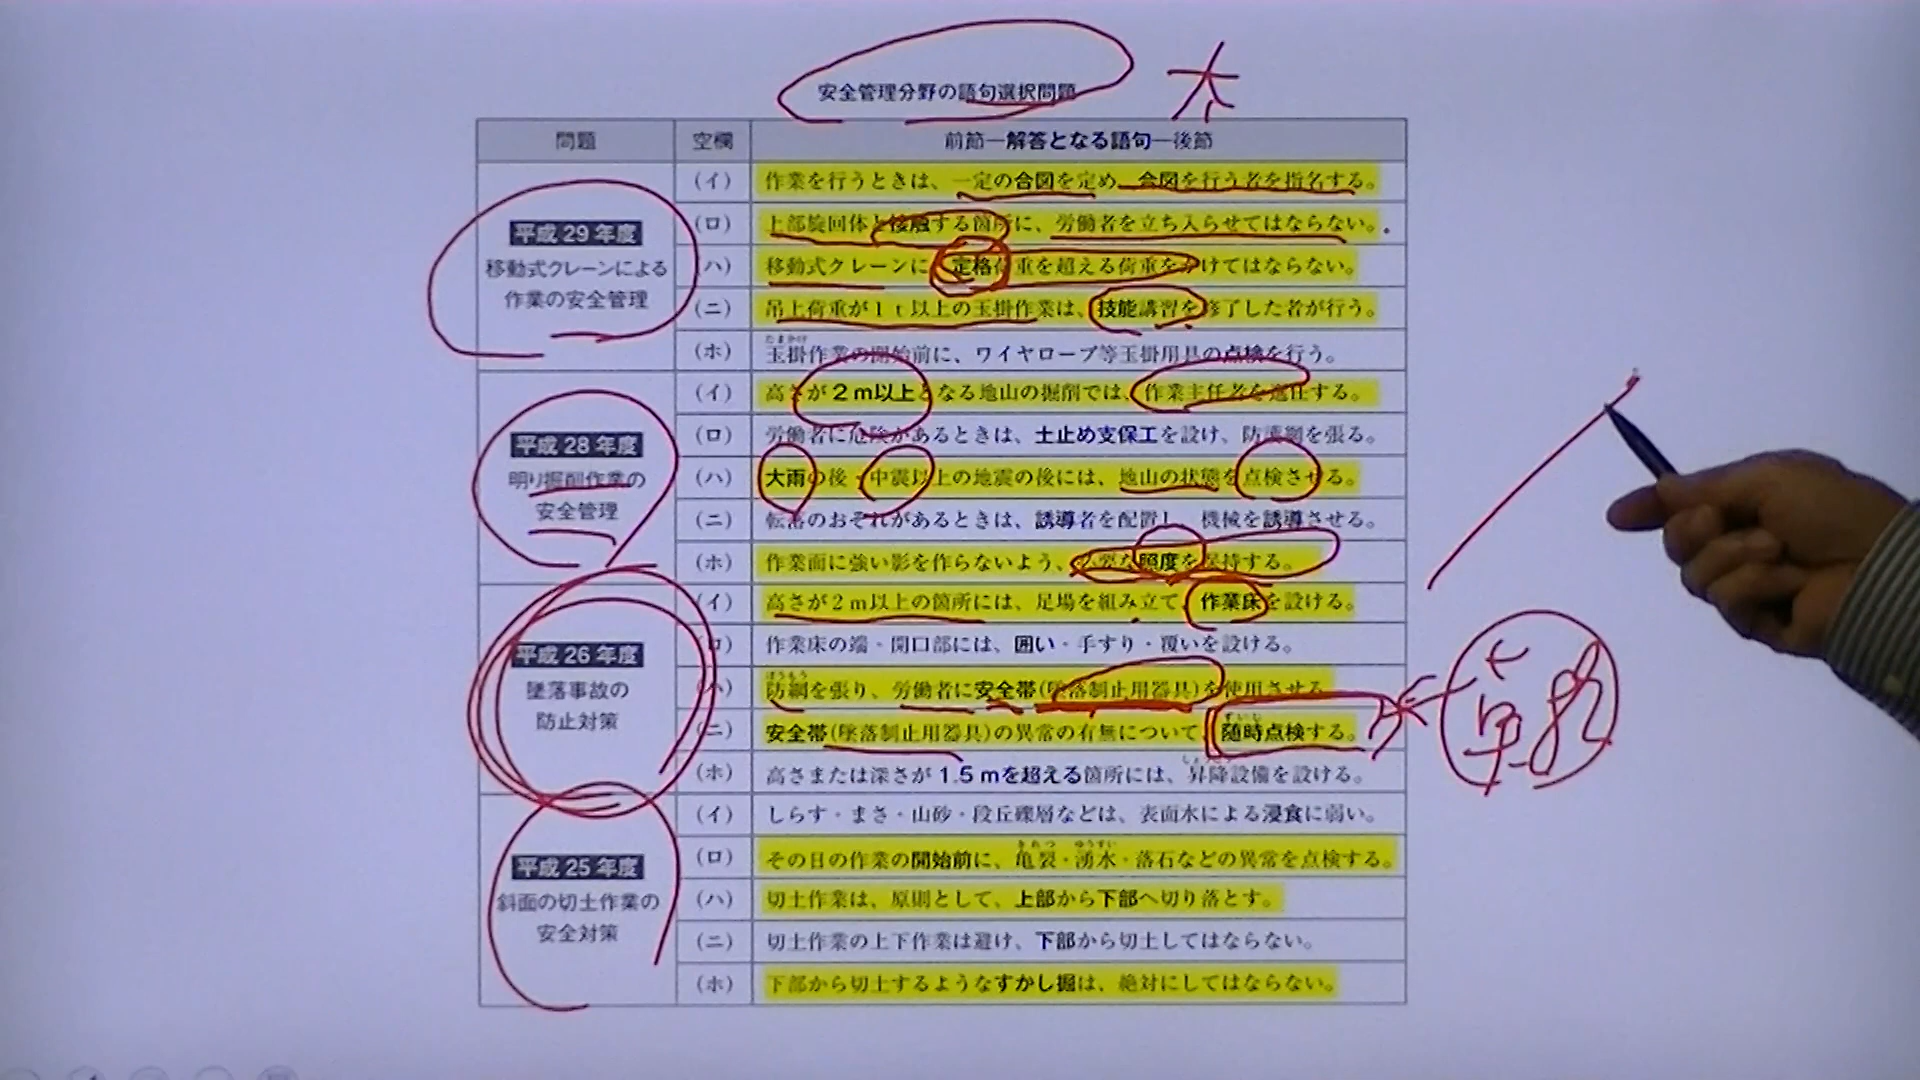 安全管理分野の語句選択問題
問題 空欄 前節―解答となる語句―後節
平成29年度
移動式クレーンによる
作業の安全管理
(イ) 作業を行うときは、一定の合図を定め、合図を行う者を指名する。
(ロ) 上部旋回体と接触する箇所に、労働者を立ち入らせてはならない。
(ハ) 移動式クレーンに、定格荷重を超える荷重をかけてはならない。
(ニ) 吊上荷重が1t以上の玉掛作業は、技能講習を修了した者が行う。
(ホ) 玉掛作業の開始前に、ワイヤロープ等玉掛用具の点検を行う。
たまかけ
平成28年度
明り掘削作業の
安全管理
(イ) 高さが2m以上となる地山の掘削では、作業主任者を選任する。
(ロ) 労働者に危険があるときは、土止め支保工を設け、防護網を張る。
(ハ) 大雨の後・中震以上の地震の後には、地山の状態を点検させる。
(ニ) 転落のおそれがあるときは、誘導者を配置し、機械を誘導させる。
(ホ) 作業面に強い影を作らないよう、必要な照度を保持する。
平成26年度
墜落事故の
防止対策
(イ) 高さが2m以上の箇所には、足場を組み立て、作業床を設ける。
(ロ) 作業床の端・開口部には、囲い・手すり・覆いを設ける。
(ハ) 防網を張り、労働者に安全帯(墜落制止用器具)を使用させる。
ぼうもう
(ニ) 安全帯(墜落制止用器具)の異常の有無について、随時点検する。
ずいじ
(ホ) 高さまたは深さが1.5mを超える箇所には、昇降設備を設ける。
平成25年度
斜面の切土作業の
安全対策
(イ) しらす・まさ・山砂・段丘礫層などは、表面水による浸食に弱い。
(ロ) その日の作業の開始前に、亀裂・湧水・落石などの異常を点検する。
きれつ ゆうすい
(ハ) 切土作業は、原則として、上部から下部へ切り落とす。
(ニ) 切土作業の上下作業は避け、下部から切土してはならない。
(ホ) 下部から切土するようなすかし掘は、絶対にしてはならない。